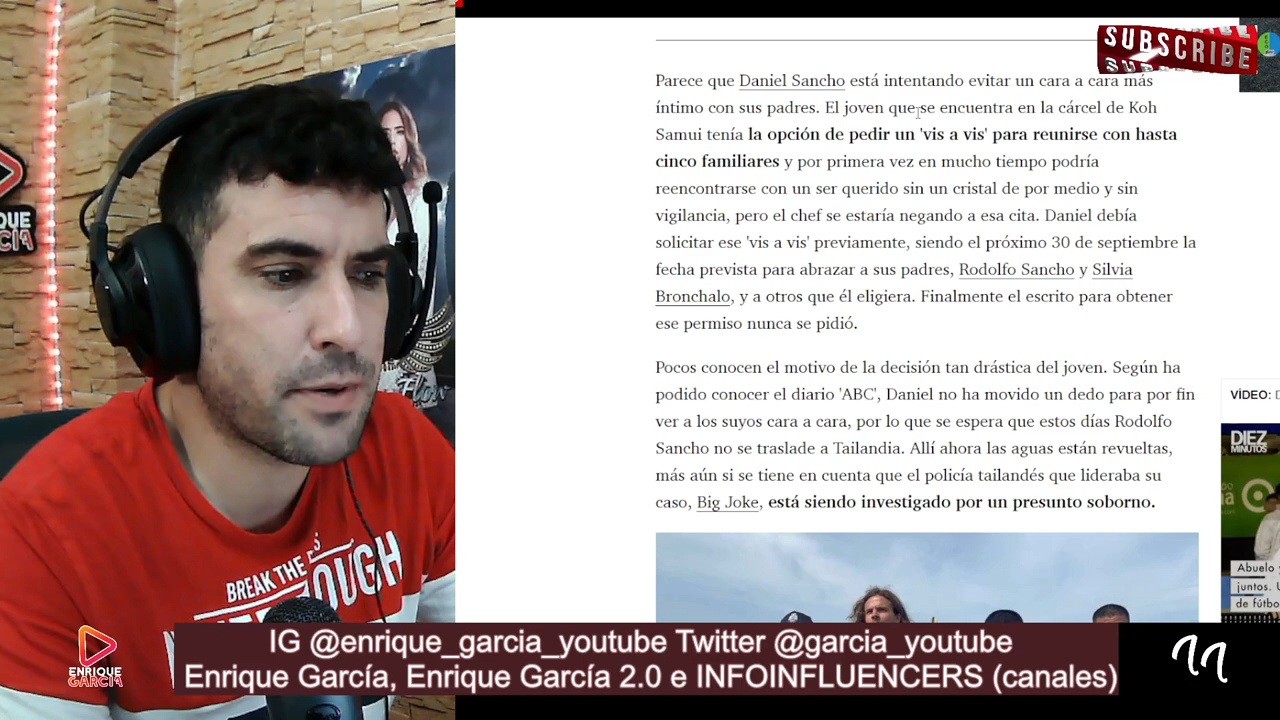 SUBSCRIBE
Parece que Daniel Sancho está intentando evitar un cara a cara más
íntimo con sus padres. El joven que se encuentra en la cárcel de Koh
Samui tenía la opción de pedir un 'vis a vis' para reunirse con hasta
cinco familiares y por primera vez en mucho tiempo podría
reencontrarse con un ser querido sin un cristal de por medio y sin
vigilancia, pero el chef se estaría negando a esa cita. Daniel debía
solicitar ese 'vis a vis' previamente, siendo el próximo 30 de septiembre la
fecha prevista para abrazar a sus padres, Rodolfo Sancho y Silvia
Bronchalo, y a otros que él eligiera. Finalmente el escrito para obtener
ese permiso nunca se pidió.
Pocos conocen el motivo de la decisión tan drástica del joven. Según ha
podido conocer el diario 'ABC', Daniel no ha movido un dedo para por fin
ver a los suyos cara a cara, por lo que se espera que estos días Rodolfo
Sancho no se traslade a Tailandia. Allí ahora las aguas están revueltas,
más aún si se tiene en cuenta que el policía tailandés que lideraba su
caso, Big Joke, está siendo investigado por un presunto soborno.
VÍDEO:
DIEZ
MINUTOS
Abuelo
juntos. U
de fútbo
BREAK THE
Flow
ENRIQUE
GARCÍA
IG @enrique_garcia_youtube Twitter @garcia_youtube
Enrique García, Enrique García 2.0 e INFOINFLUENCERS (canales)